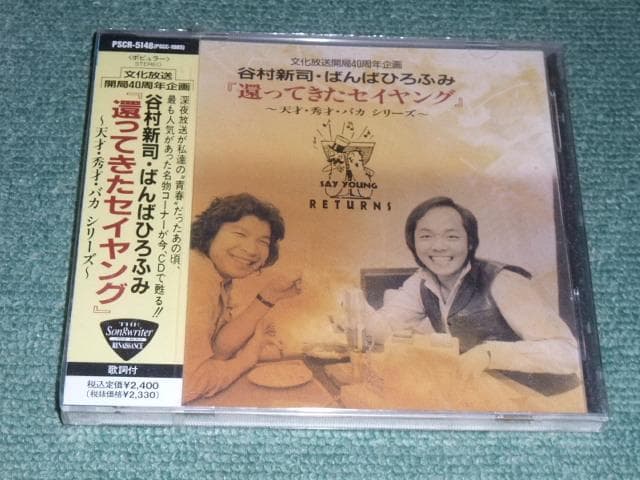 PSCR-5148(PSCC-1085)
〈ポピュラー〉
STEREO
文化放送
開局40周年企画
谷村新司・ばんばひろふみ
『還ってきたセイヤング』
〜天才・秀才・バカ シリーズ〜
深夜放送が私達の“青春”だったあの頃、
最も人気があった名物コーナーが今、CDで甦る!!
THE
Songwriter
RENAISSANCE
歌詞付
税込定価¥2,400
(税抜価格¥2,330)
文化放送開局40周年企画
谷村新司・ばんばひろふみ
『還ってきたセイヤング』
〜天才・秀才・バカ シリーズ〜
SAY YOUNG
RETURNS